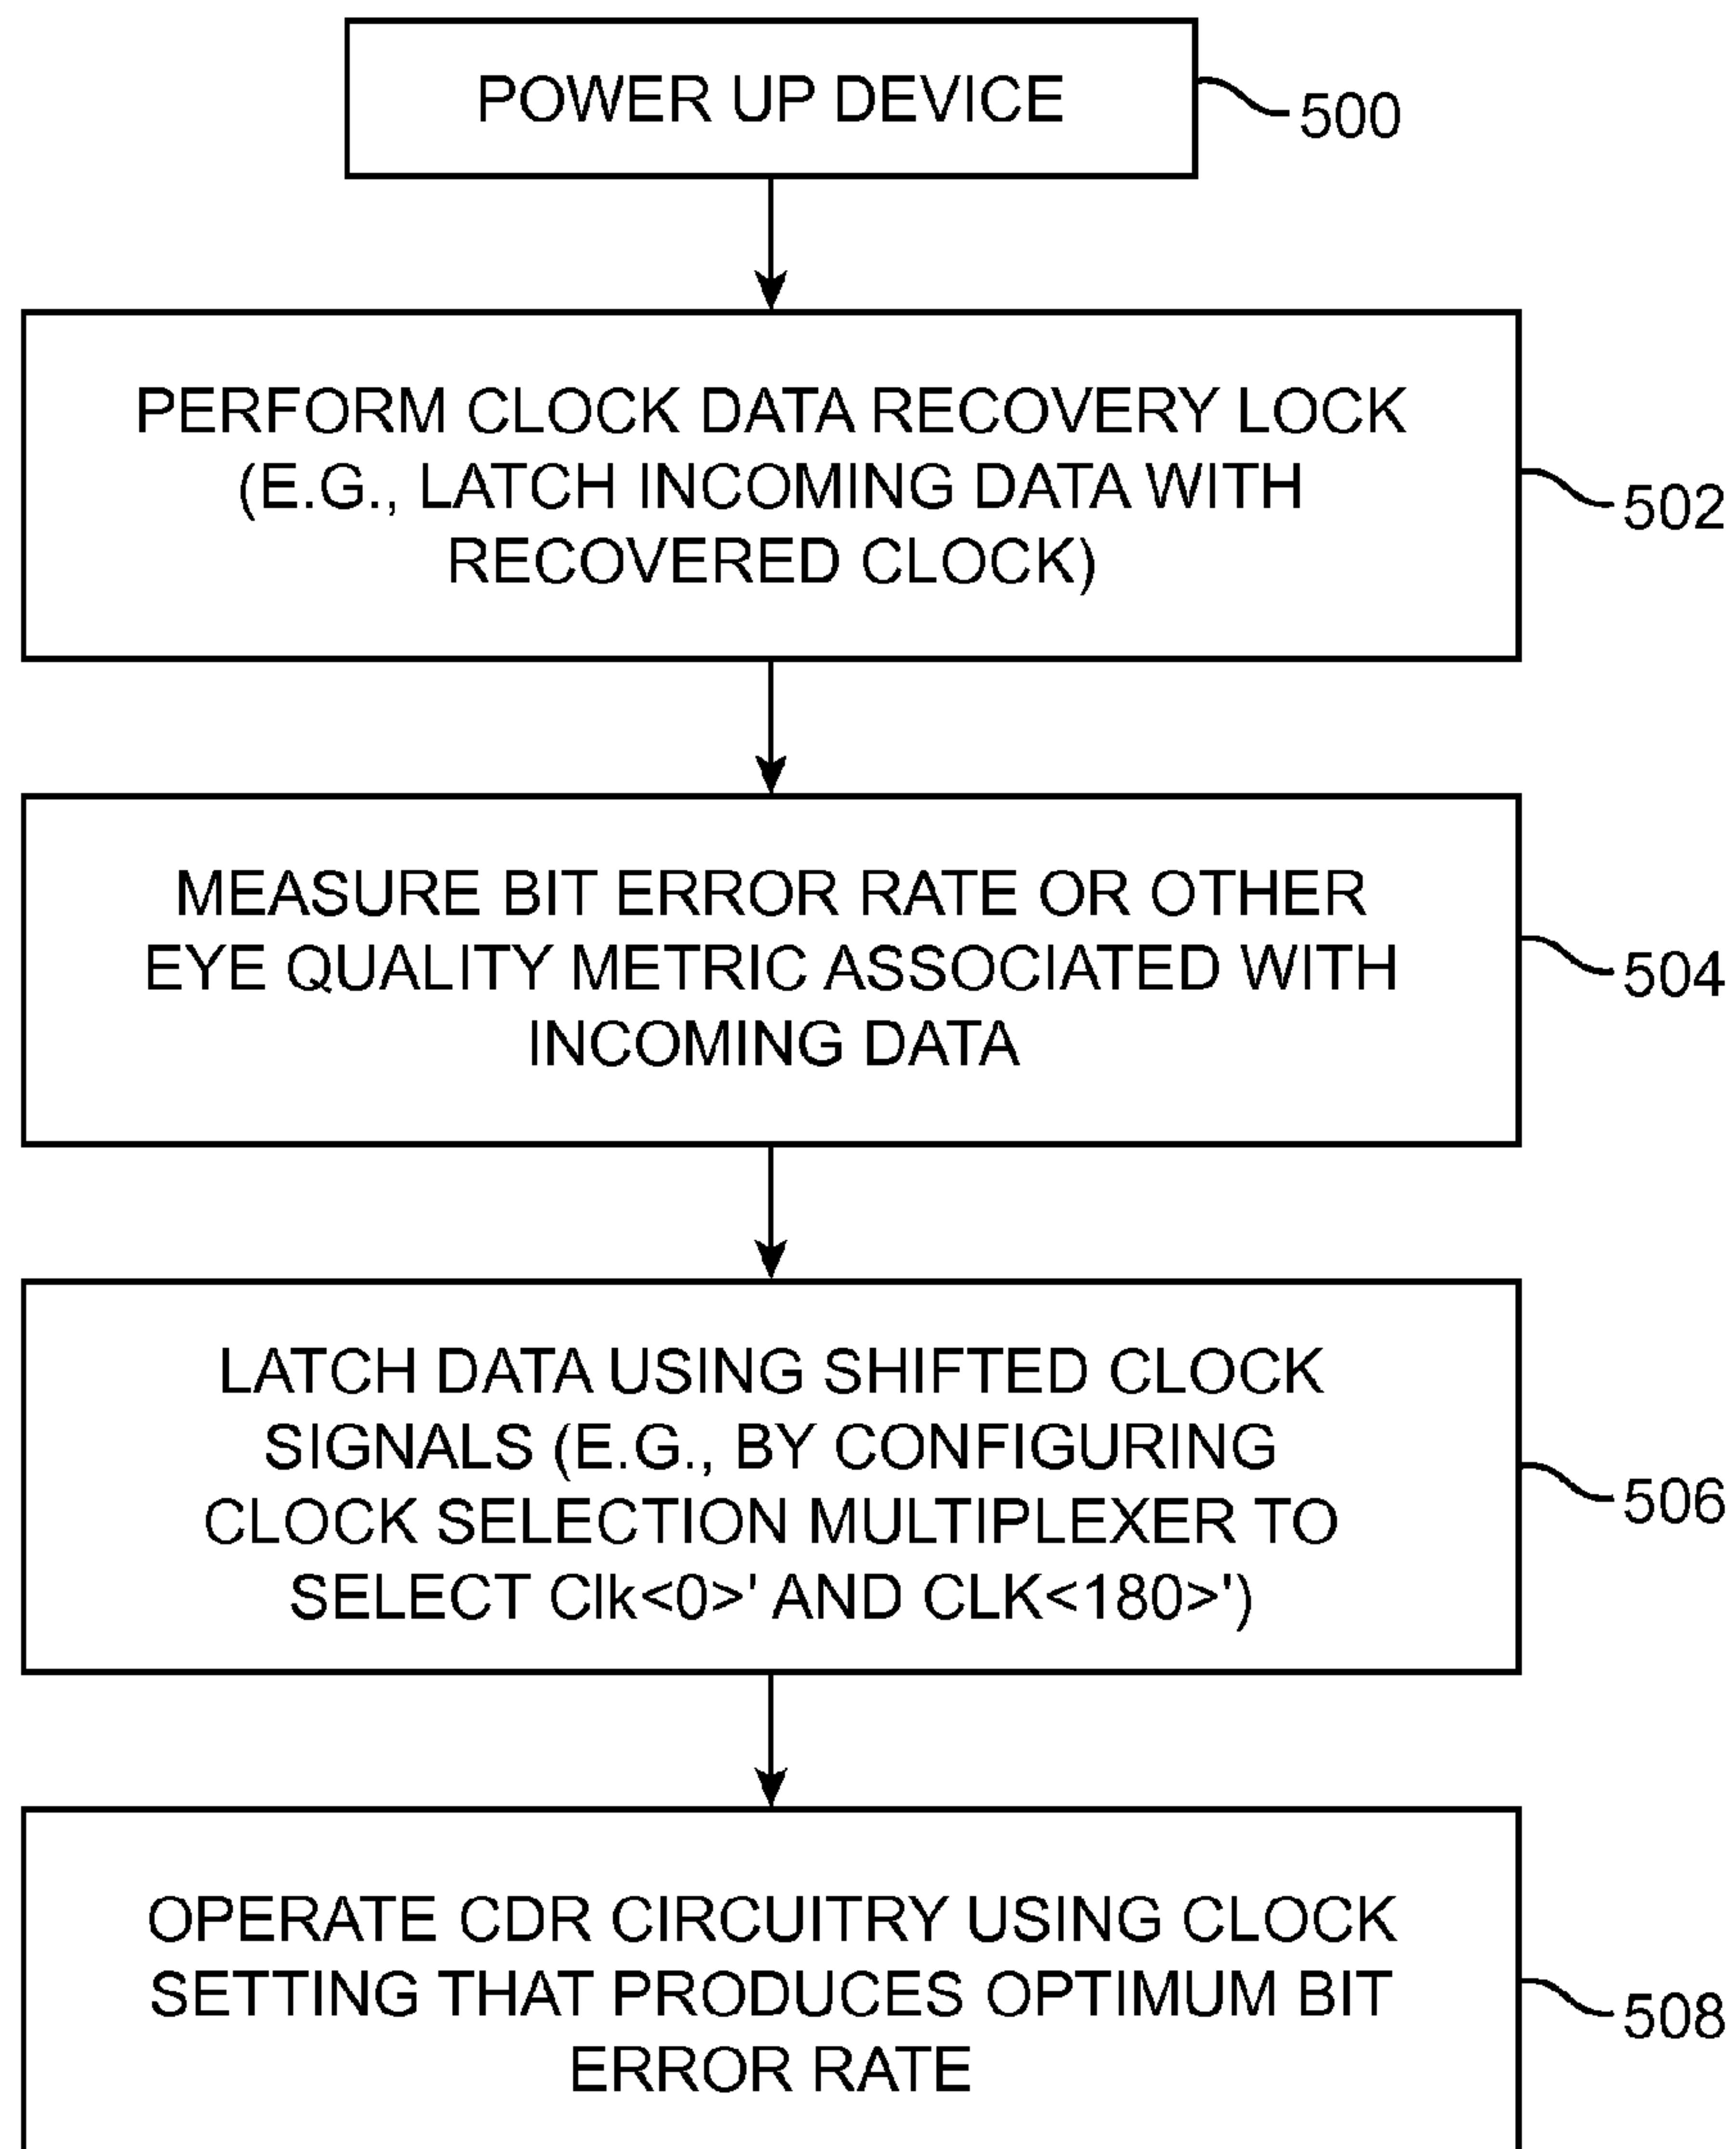 POWER UP DEVICE
500
PERFORM CLOCK DATA RECOVERY LOCK
(E.G., LATCH INCOMING DATA WITH
RECOVERED CLOCK)
502
MEASURE BIT ERROR RATE OR OTHER
EYE QUALITY METRIC ASSOCIATED WITH
INCOMING DATA
504
LATCH DATA USING SHIFTED CLOCK
SIGNALS (E.G., BY CONFIGURING
CLOCK SELECTION MULTIPLEXER TO
SELECT Clk<0>' AND CLK<180>')
506
OPERATE CDR CIRCUITRY USING CLOCK
SETTING THAT PRODUCES OPTIMUM BIT
ERROR RATE
508